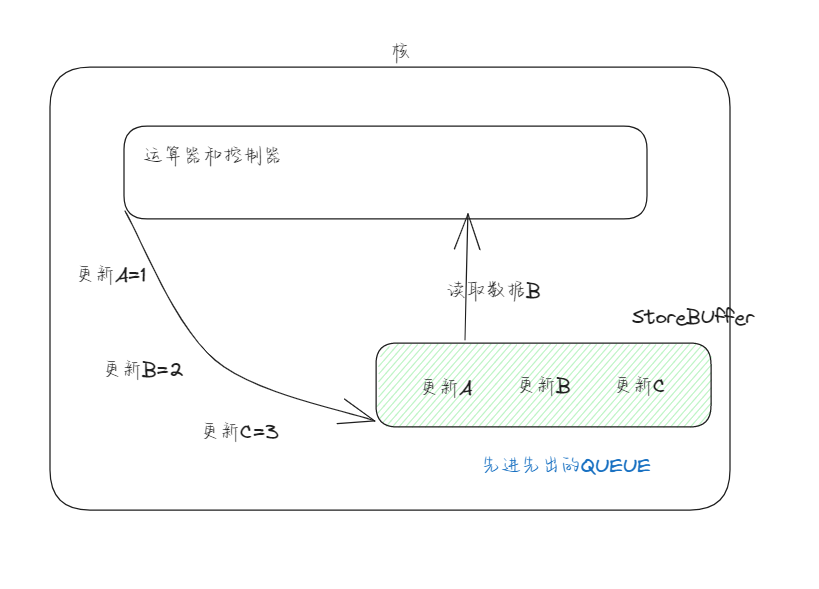 核
运算器和控制器
更新A=1
读取数据B
StoreBUffer
更新B=2
更新A
更新B
更新C
更新C=3
先进先出的QUEUE